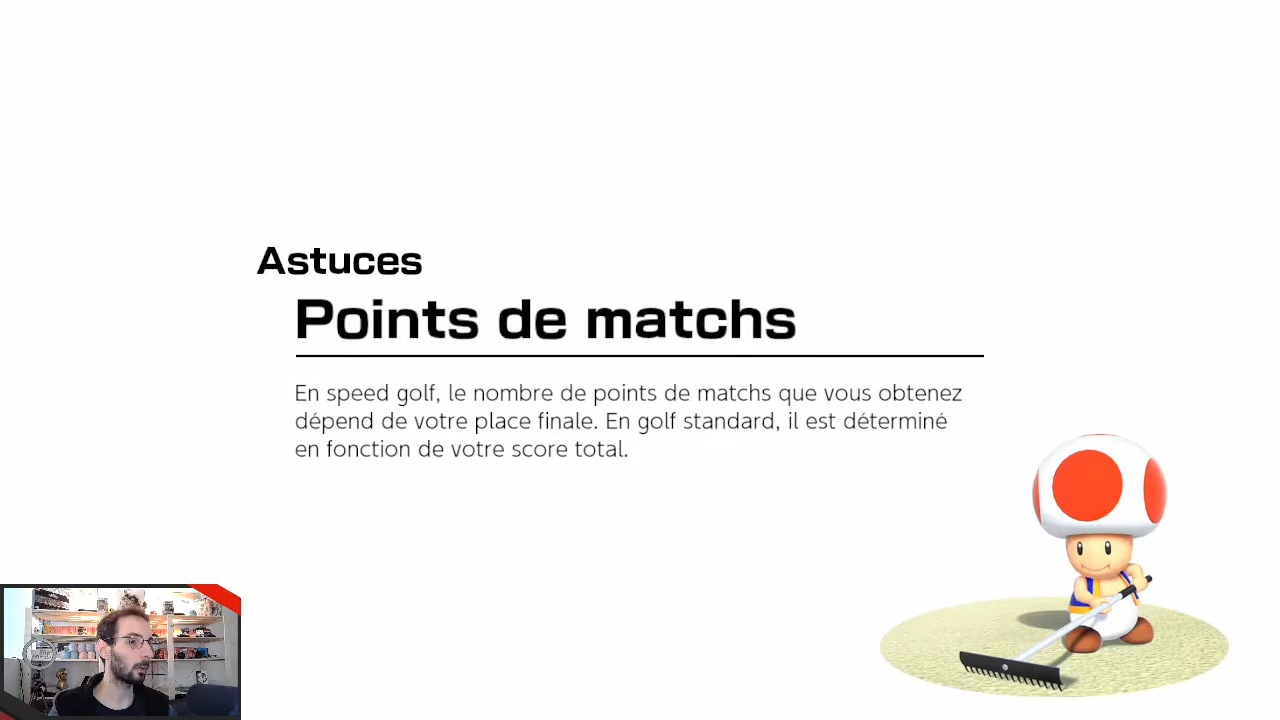 Astuces
Points de matchs
En speed golf, le nombre de points de matchs que vous obtenez
dépend de votre place finale. En golf standard, il est déterminé
en fonction de votre score total.